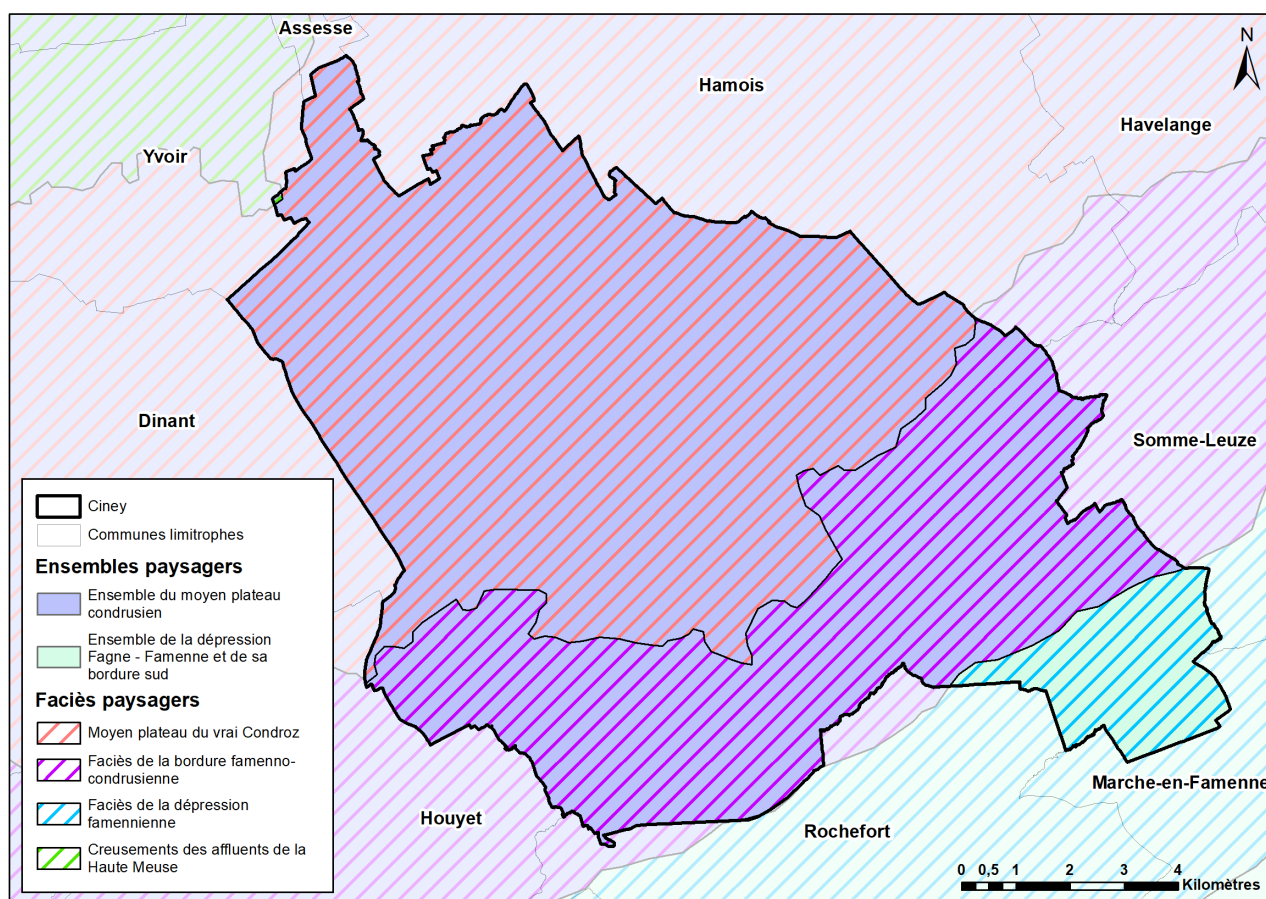 Assesse
N
Hamois
Havelange
Yvoir
Dinant
Somme-Leuze
Ciney
Communes limitrophes
Ensembles paysagers
Ensemble du moyen plateau
condrusien
Ensemble de la dépression
Fagne - Famenne et de sa
bordure sud
Faciès paysagers
Moyen plateau du vrai Condroz
Faciès de la bordure famenno-
condrusienne
Faciès de la dépression
famennienne
Creusements des affluents de la
Haute Meuse
Marche-en-Famenne
Houyet
Rochefort
0 0,5 1 2 3 4
Kilomètres